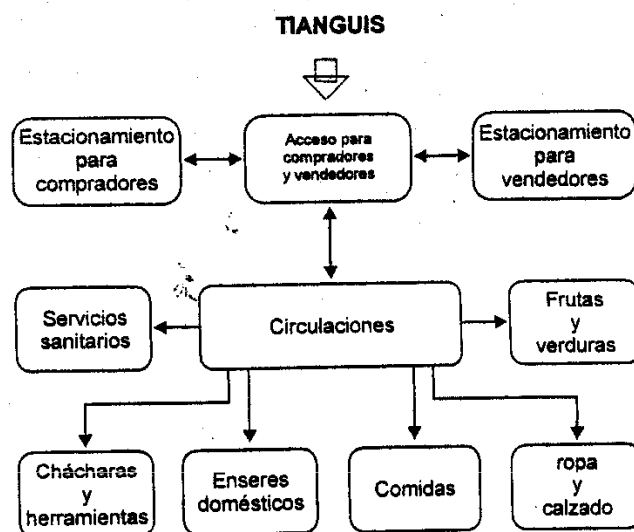 TIANGUIS
Estacionamiento
para
compradores
Acceso para
compradores
y vendedores
Estacionamiento
para
vendedores
Servicios
sanitarios
Circulaciones
Frutas
y
verduras
Chácharas
y
herramientas
Enseres
domésticos
Comidas
ropa
y
calzado